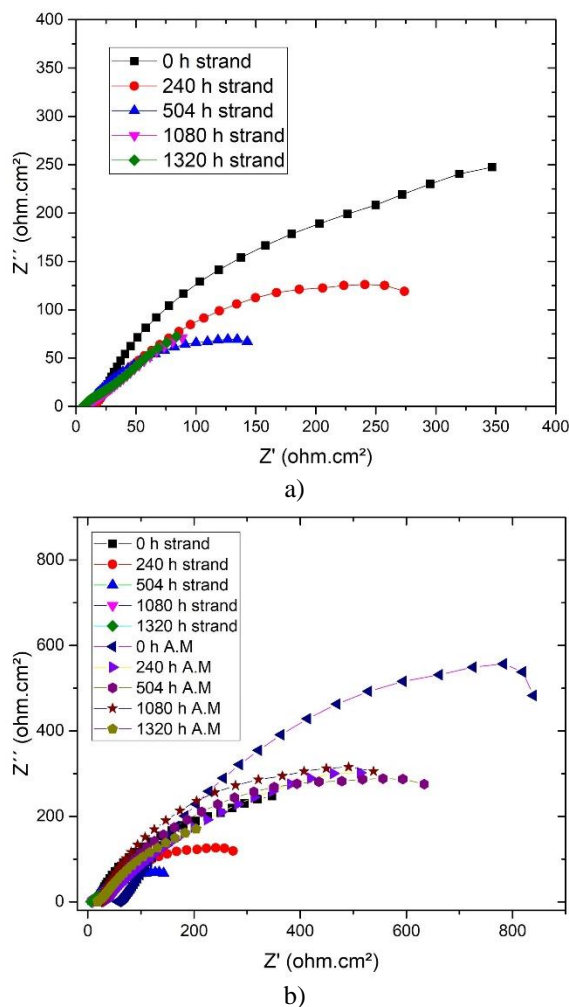 400
350
300
250
200
150
100
50
0
Z´´ (ohm.cm²)
0 h strand
240 h strand
504 h strand
1080 h strand
1320 h strand
0 50 100 150 200 250 300 350 400
Z' (ohm.cm²)
a)
800
600
400
200
0
Z´´ (ohm.cm²)
0 h strand
240 h strand
504 h strand
1080 h strand
1320 h strand
0 h A.M
240 h A.M
504 h A.M
1080 h A.M
1320 h A.M
0 200 400 600 800
Z' (ohm.cm²)
b)